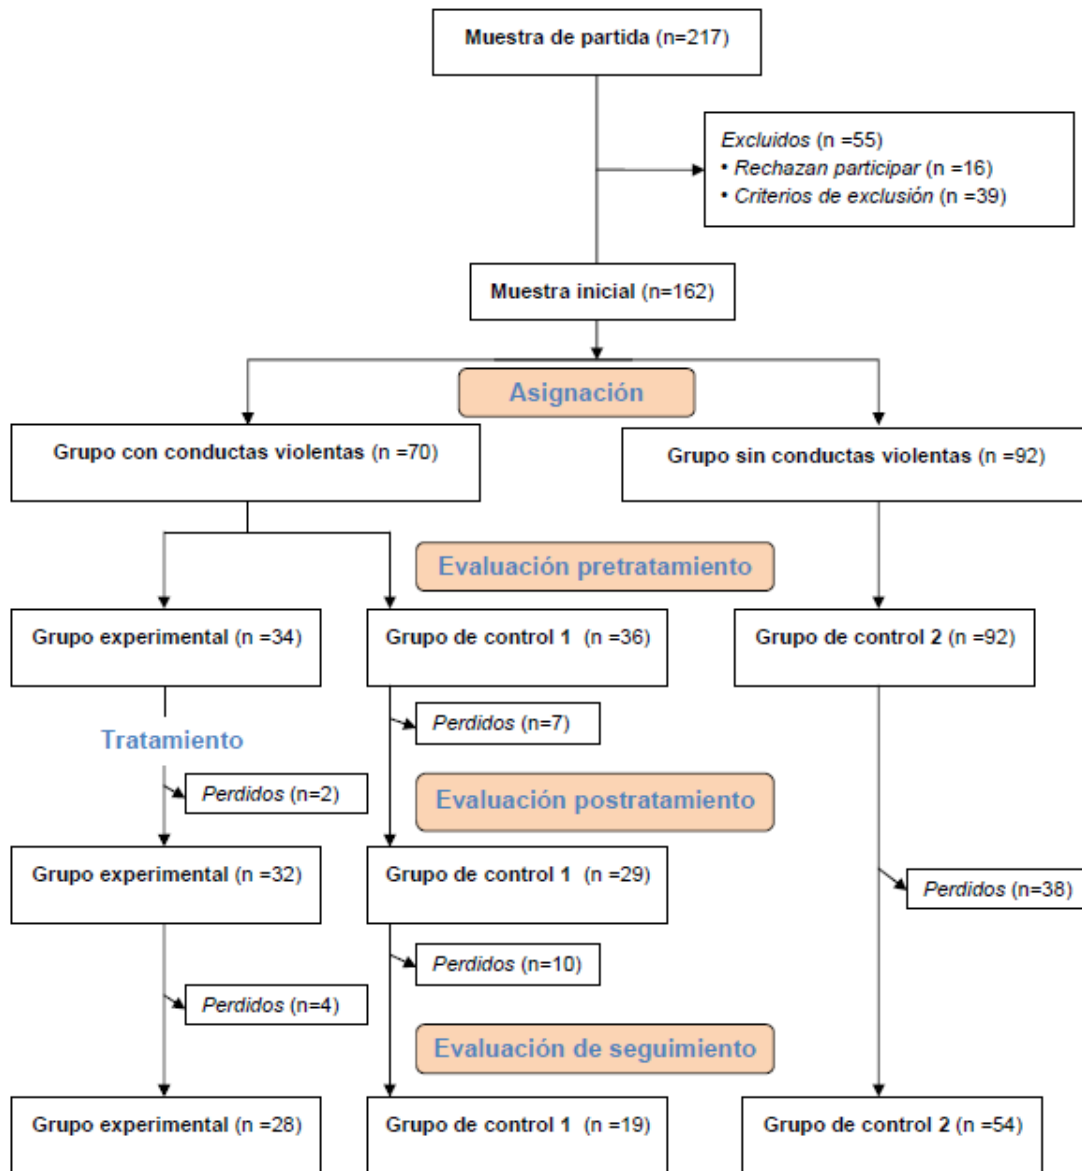 Muestra de partida (n=217)
Excluidos (n =55)
• Rechazan participar (n =16)
• Criterios de exclusión (n =39)
Muestra inicial (n=162)
Asignación
Grupo con conductas violentas (n =70)
Grupo sin conductas violentas (n =92)
Evaluación pretratamiento
Grupo experimental (n =34)
Grupo de control 1 (n =36)
Grupo de control 2 (n =92)
Perdidos (n=7)
Tratamiento
Perdidos (n=2)
Evaluación postratamiento
Grupo experimental (n =32)
Grupo de control 1 (n =29)
Perdidos (n=38)
Perdidos (n=10)
Perdidos (n=4)
Evaluación de seguimiento
Grupo experimental (n =28)
Grupo de control 1 (n =19)
Grupo de control 2 (n =54)